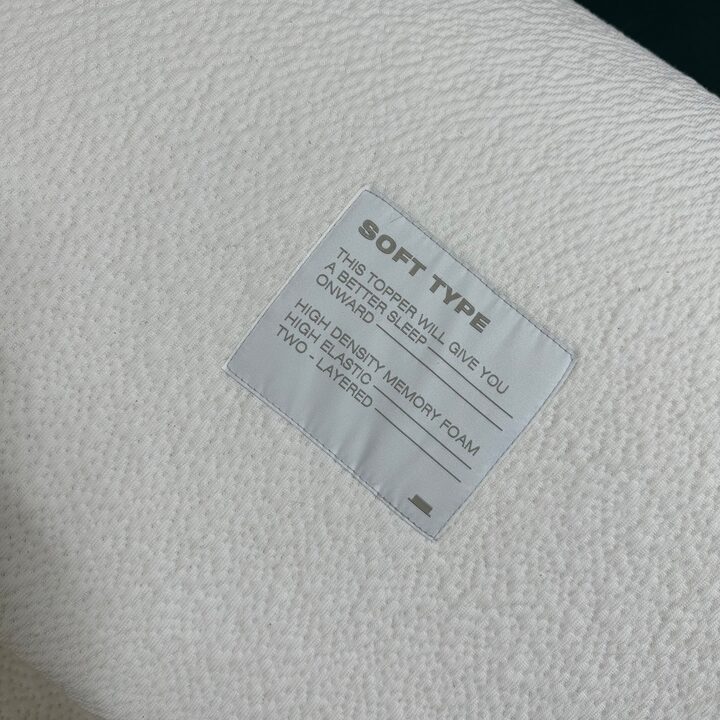 SOFT TYPE
THIS TOPPER WILL GIVE YOU
A BETTER SLEEP
ONWARD
HIGH DENSITY MEMORY FOAM
HIGH ELASTIC
TWO - LAYERED